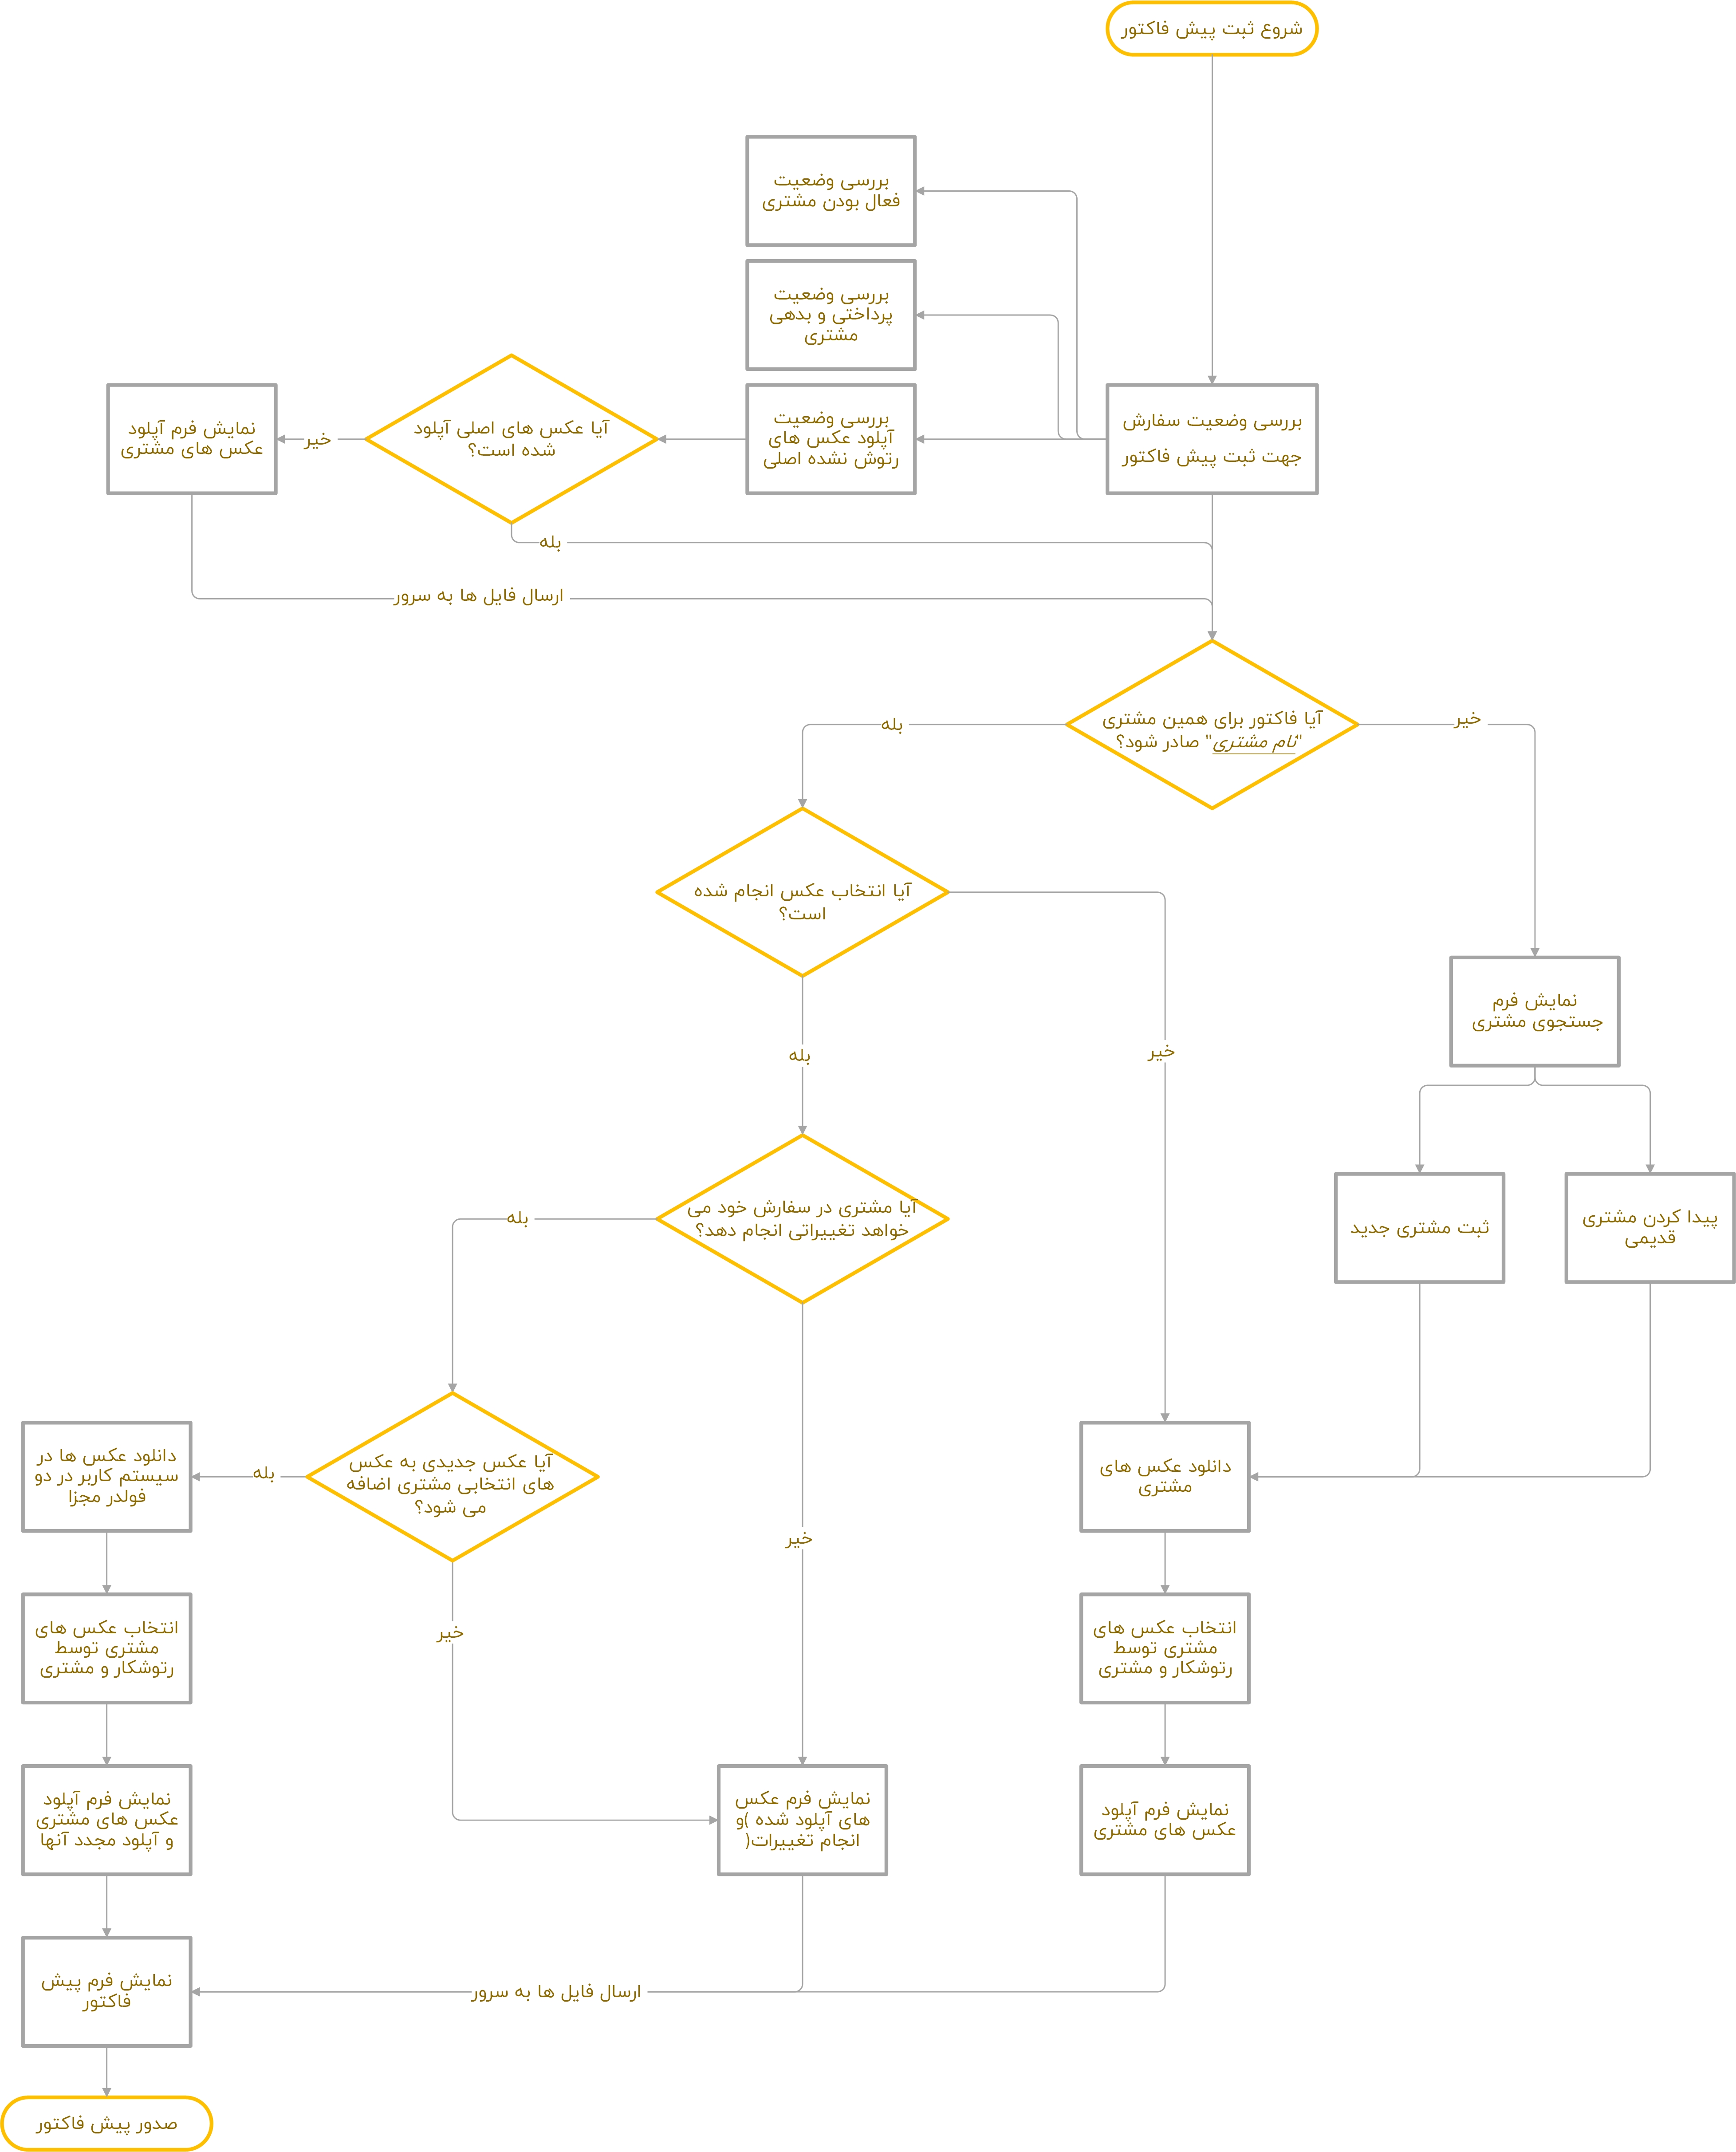 شروع ثبت پیش فاکتور
بررسی وضعیت
فعال بودن مشتری
بررسی وضعیت
پرداختی و بدهی
مشتری
بررسی وضعیت سفارش
جهت ثبت پیش فاکتور
بررسی وضعیت
آپلود عکس های
رتوش نشده اصلی
آیا عکس های اصلی آپلود
شده است؟
خیر
نمایش فرم آپلود
عکس های مشتری
بله
ارسال فایل ها به سرور
آیا فاکتور برای همین مشتری
"نام مشتری" صادر شود؟
خیر
بله
آیا انتخاب عکس انجام شده
است؟
نمایش فرم
جستجوی مشتری
خیر
بله
پیدا کردن مشتری
قدیمی
ثبت مشتری جدید
آیا مشتری در سفارش خود می
خواهد تغییراتی انجام دهد؟
بله
دانلود عکس های
مشتری
خیر
آیا عکس جدیدی به عکس
های انتخابی مشتری اضافه
می شود؟
بله
دانلود عکس ها در
سیستم کاربر در دو
فولدر مجزا
خیر
انتخاب عکس های
مشتری توسط
رتوشکار و مشتری
انتخاب عکس های
مشتری توسط
رتوشکار و مشتری
نمایش فرم آپلود
عکس های مشتری
نمایش فرم عکس
های آپلود شده )و
انجام تغییرات(
نمایش فرم آپلود
عکس های مشتری
و آپلود مجدد آنها
ارسال فایل ها به سرور
نمایش فرم پیش
فاکتور
صدور پیش فاکتور